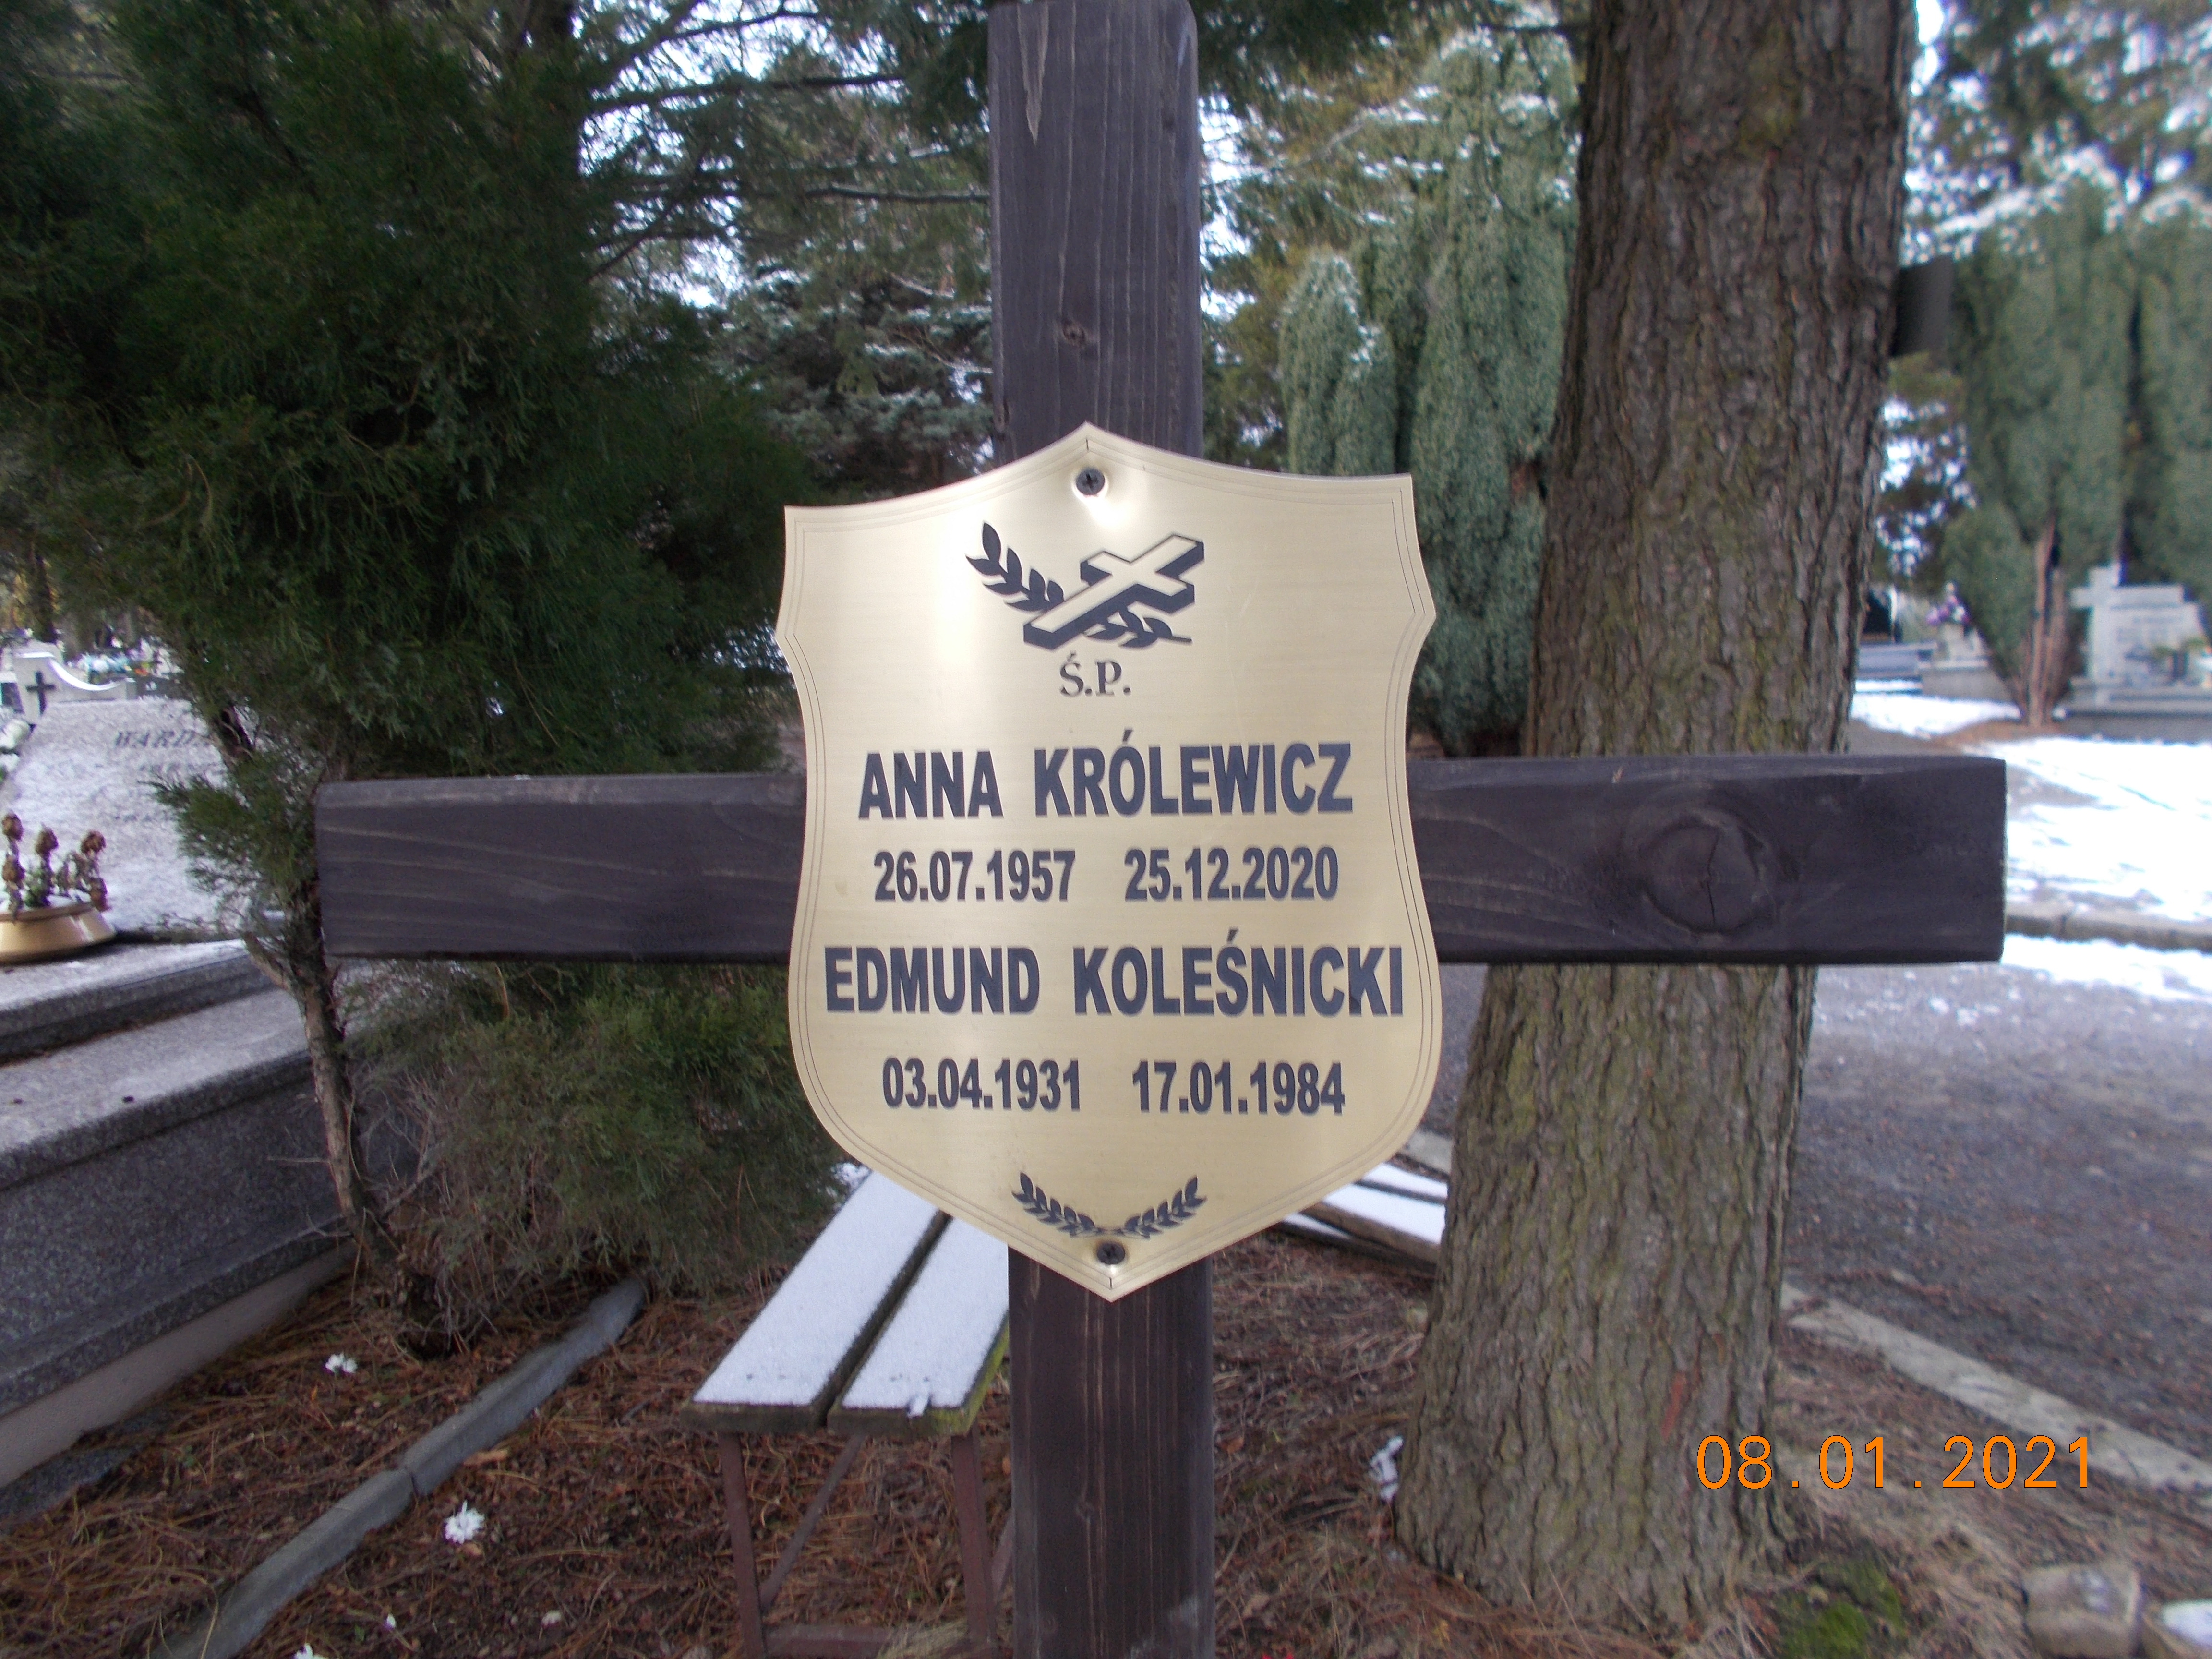 Ś.P.
ANNA KRÓLEWICZ
26.07.1957 25.12.2020
EDMUND KOLEŚNICKI
03.04.1931 17.01.1984
08.01.2021